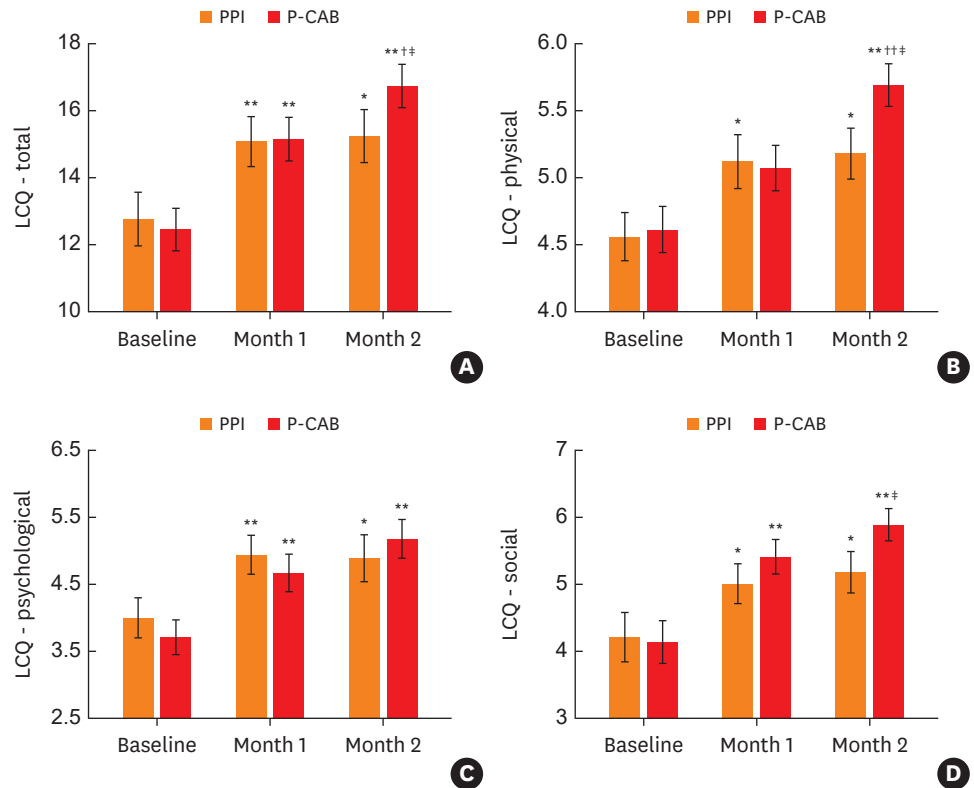 PPI P-CAB
18
16
14
12
10
LCQ - total
** ** * **†‡
Baseline Month 1 Month 2
A
PPI P-CAB
6.0
5.5
5.0
4.5
4.0
LCQ - physical
* * **††‡
Baseline Month 1 Month 2
B
PPI P-CAB
6.5
5.5
4.5
3.5
2.5
LCQ - psychological
** ** * **
Baseline Month 1 Month 2
C
PPI P-CAB
7
6
5
4
3
LCQ - social
* ** * **‡
Baseline Month 1 Month 2
D